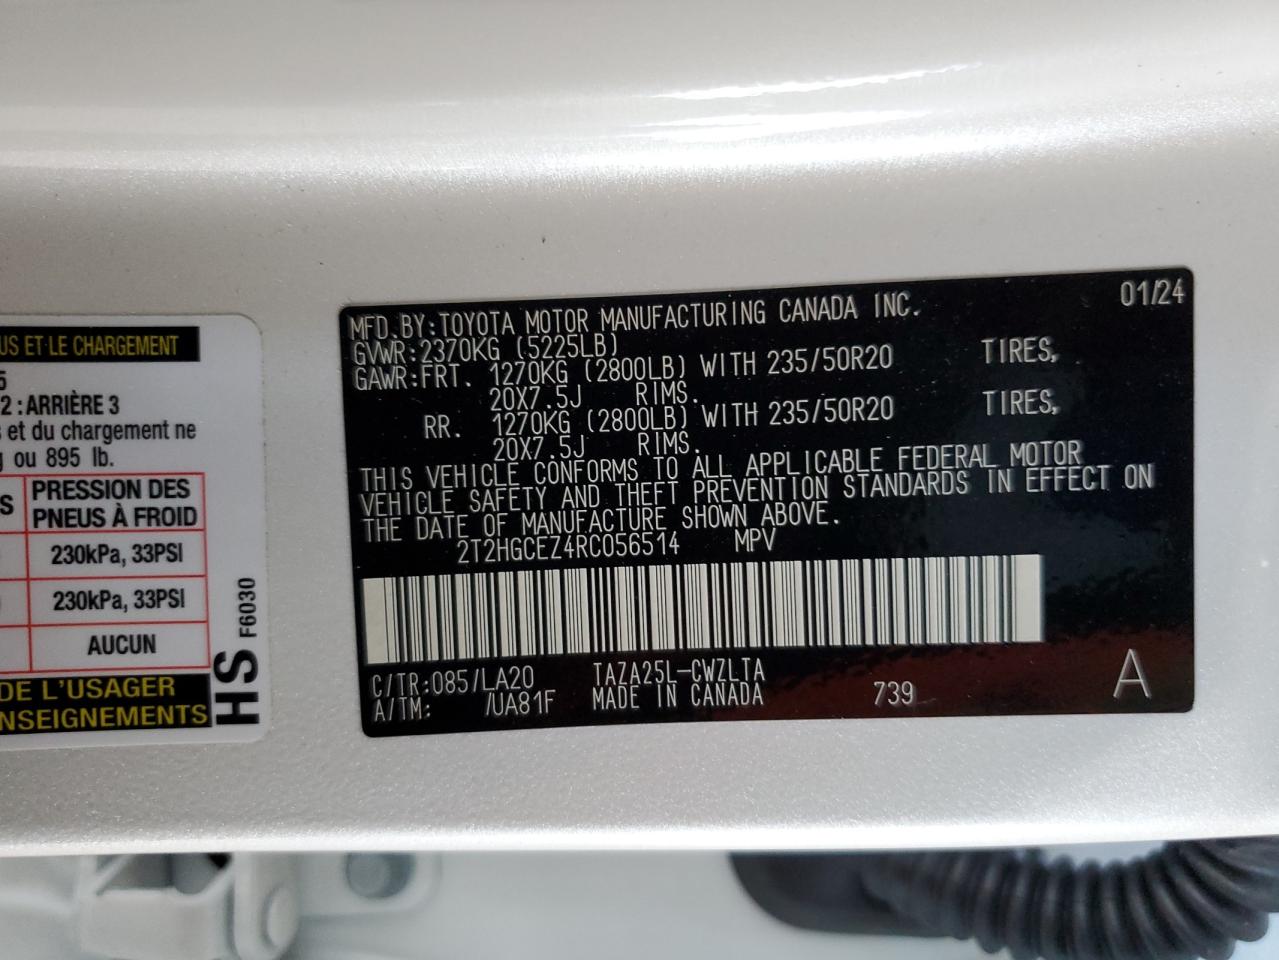 US ET LE CHARGEMENT
5
2 : ARRIÈRE 3
s et du chargement ne
g ou 895 lb.
S PRESSION DES
PNEUS À FROID
230kPa, 33PSI
230kPa, 33PSI
AUCUN
DE L'USAGER
NSEIGNEMENTS
HS F6030
01/24
MFD.BY:TOYOTA MOTOR MANUFACTURING CANADA INC.
GVWR:2370KG (5225LB)
GAWR:FRT. 1270KG (2800LB) WITH 235/50R20 TIRES,
20X7.5J RIMS.
RR. 1270KG (2800LB) WITH 235/50R20 TIRES,
20X7.5J RIMS.
THIS VEHICLE CONFORMS TO ALL APPLICABLE FEDERAL MOTOR
VEHICLE SAFETY AND THEFT PREVENTION STANDARDS IN EFFECT ON
THE DATE OF MANUFACTURE SHOWN ABOVE.
2T2HGCEZ4RC056514 MPV
C/TR:085/LA20 TAZA25L-CWZLTA
A/TM: /UA81F MADE IN CANADA 739 A